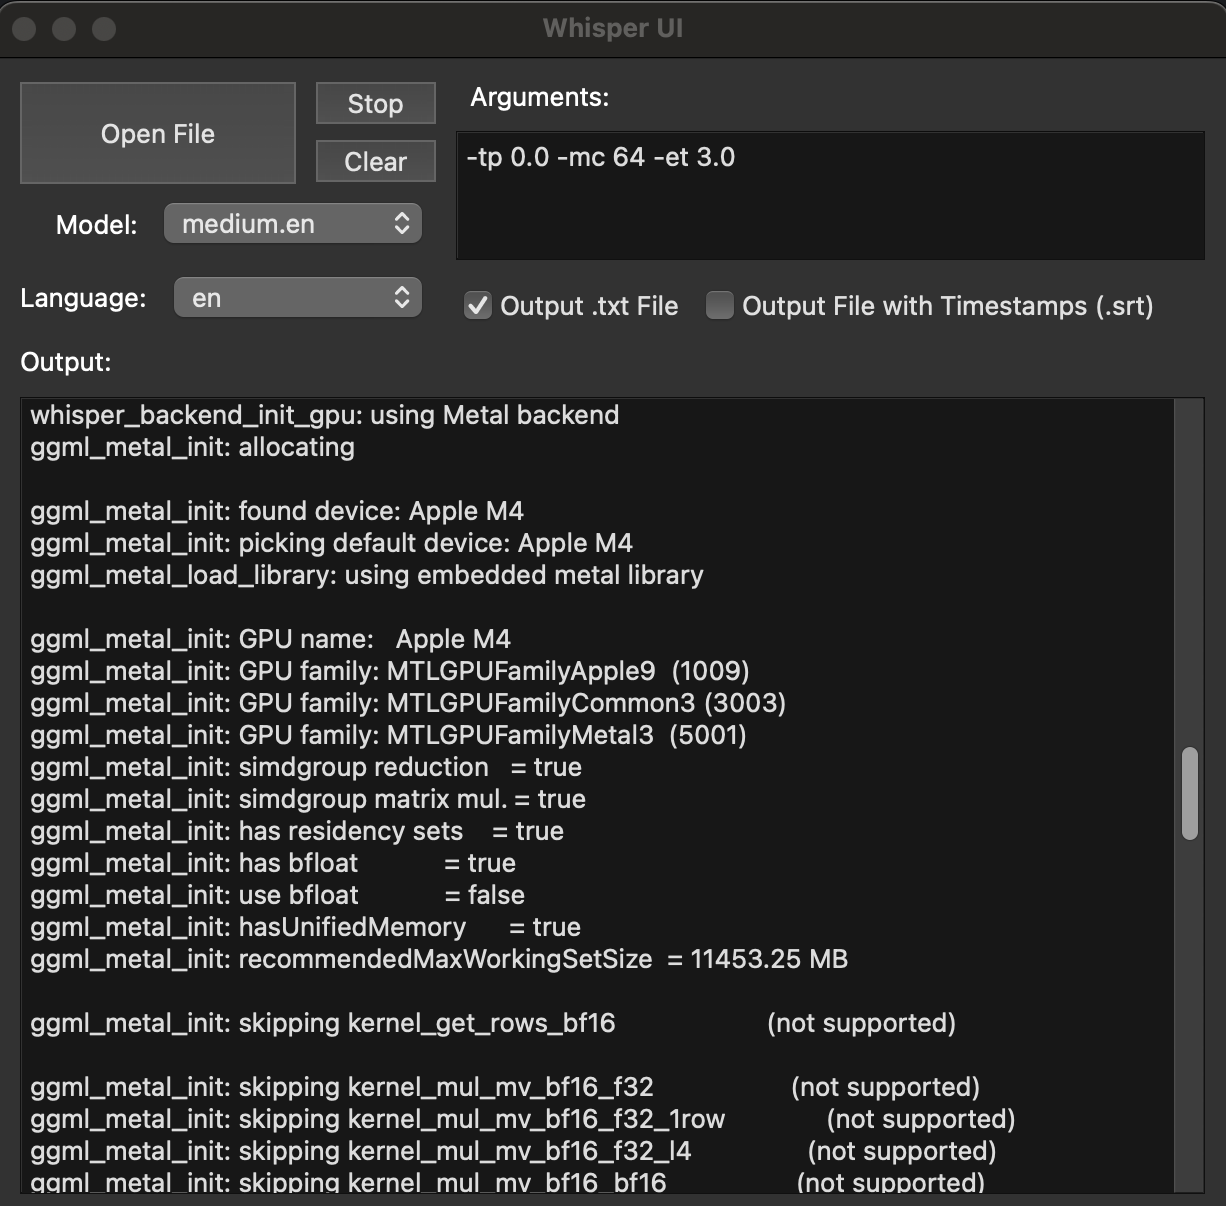 Whisper UI
Open File
Stop
Clear
Arguments:
-tp 0.0 -mc 64 -et 3.0
Model: medium.en
Language: en
Output .txt File
Output File with Timestamps (.srt)
Output:
whisper_backend_init_gpu: using Metal backend
ggml_metal_init: allocating
ggml_metal_init: found device: Apple M4
ggml_metal_init: picking default device: Apple M4
ggml_metal_load_library: using embedded metal library
ggml_metal_init: GPU name:   Apple M4
ggml_metal_init: GPU family: MTLGPUFamilyApple9  (1009)
ggml_metal_init: GPU family: MTLGPUFamilyCommon3 (3003)
ggml_metal_init: GPU family: MTLGPUFamilyMetal3  (5001)
ggml_metal_init: simdgroup reduction   = true
ggml_metal_init: simdgroup matrix mul. = true
ggml_metal_init: has residency sets    = true
ggml_metal_init: has bfloat            = true
ggml_metal_init: use bfloat            = false
ggml_metal_init: hasUnifiedMemory      = true
ggml_metal_init: recommendedMaxWorkingSetSize  = 11453.25 MB
ggml_metal_init: skipping kernel_get_rows_bf16                     (not supported)
ggml_metal_init: skipping kernel_mul_mv_bf16_f32                   (not supported)
ggml_metal_init: skipping kernel_mul_mv_bf16_f32_1row              (not supported)
ggml_metal_init: skipping kernel_mul_mv_bf16_f32_l4                (not supported)
ggml_metal_init: skipping kernel_mul_mv_bf16_bf16                  (not supported)